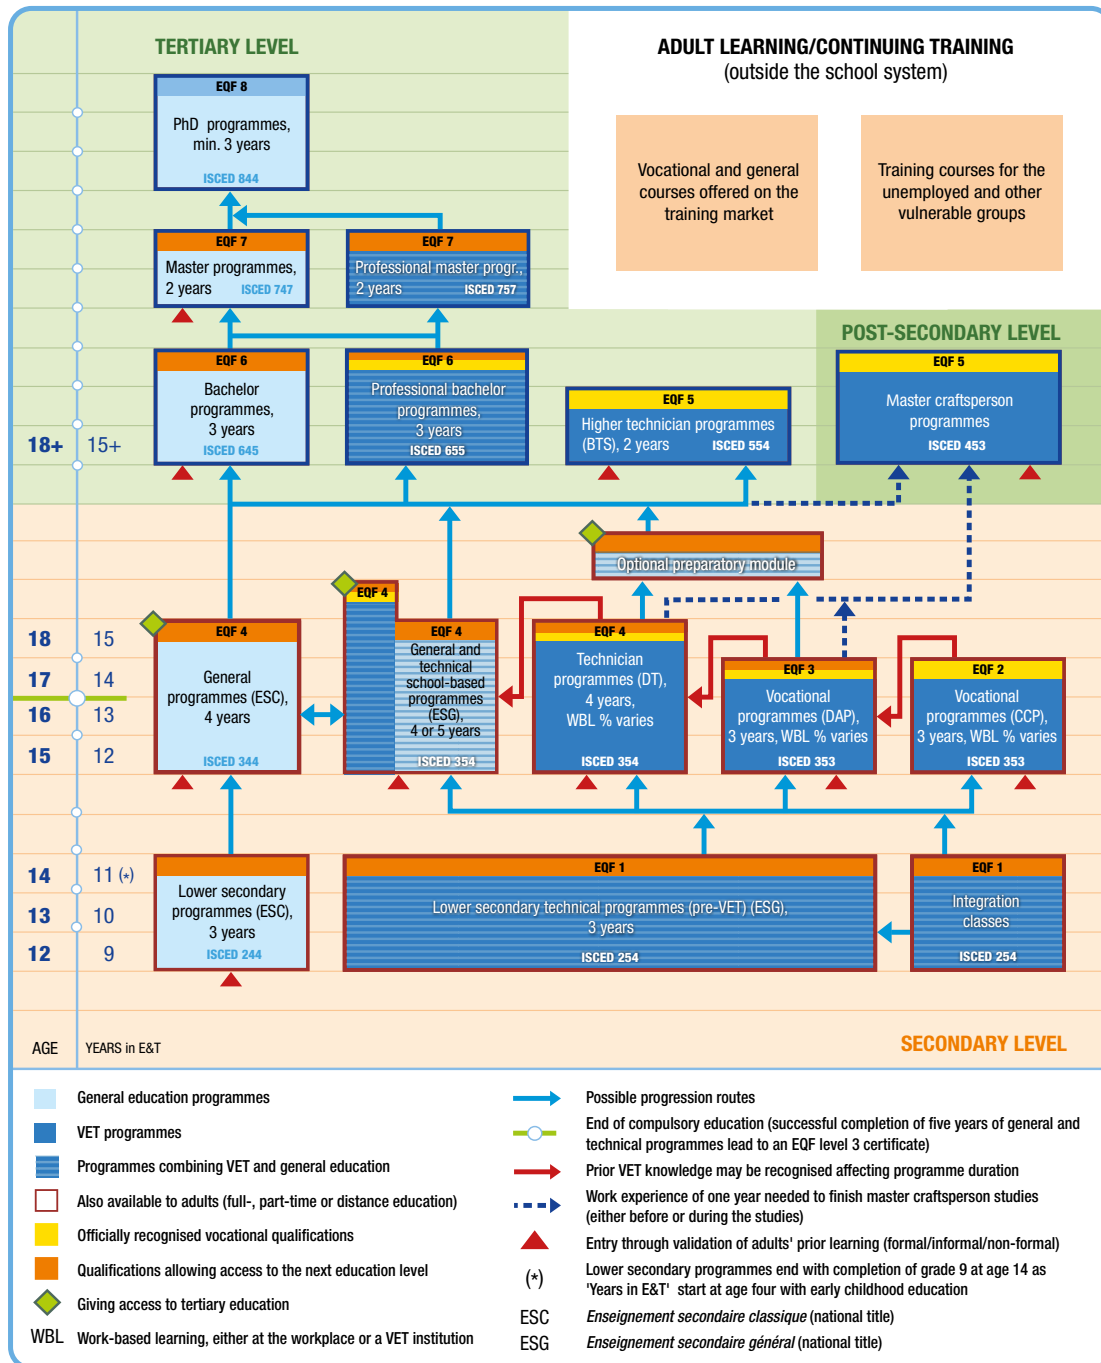 TERTIARY LEVEL
ADULT LEARNING/CONTINUING TRAINING
(outside the school system)
EQF 8
PhD programmes,
min. 3 years
ISCED 844
Vocational and general
courses offered on the
training market
Training courses for the
unemployed and other
vulnerable groups
EQF 7
Master programmes,
2 years ISCED 747
EQF 7
Professional master progr.,
2 years ISCED 757
POST-SECONDARY LEVEL
EQF 6
Bachelor
programmes,
3 years
ISCED 645
EQF 6
Professional bachelor
programmes,
3 years
ISCED 655
EQF 5
Higher technician programmes
(BTS), 2 years ISCED 554
EQF 5
Master craftsperson
programmes
ISCED 453
18+ 15+
Optional preparatory module
EQF 4
General
programmes (ESC),
4 years
ISCED 344
EQF 4
EQF 4
General and
technical
school-based
programmes
(ESG),
4 or 5 years
ISCED 354
EQF 4
Technician
programmes (DT),
4 years,
WBL % varies
ISCED 354
EQF 3
Vocational
programmes (DAP),
3 years, WBL % varies
ISCED 353
EQF 2
Vocational
programmes (CCP),
3 years, WBL % varies
ISCED 353
18 15
17 14
16 13
15 12
EQF 1
Lower secondary
programmes (ESC),
3 years
ISCED 244
EQF 1
Lower secondary technical programmes (pre-VET) (ESG),
3 years
ISCED 254
EQF 1
Integration
classes
ISCED 254
14 11 (*)
13 10
12 9
AGE YEARS in E&T
SECONDARY LEVEL
General education programmes
VET programmes
Programmes combining VET and general education
Also available to adults (full-, part-time or distance education)
Officially recognised vocational qualifications
Qualifications allowing access to the next education level
Giving access to tertiary education
WBL Work-based learning, either at the workplace or a VET institution
Possible progression routes
End of compulsory education (successful completion of five years of general and
technical programmes lead to an EQF level 3 certificate)
Prior VET knowledge may be recognised affecting programme duration
Work experience of one year needed to finish master craftsperson studies
(either before or during the studies)
Entry through validation of adults' prior learning (formal/informal/non-formal)
(*) Lower secondary programmes end with completion of grade 9 at age 14 as
'Years in E&T' start at age four with early childhood education
ESC Enseignement secondaire classique (national title)
ESG Enseignement secondaire général (national title)